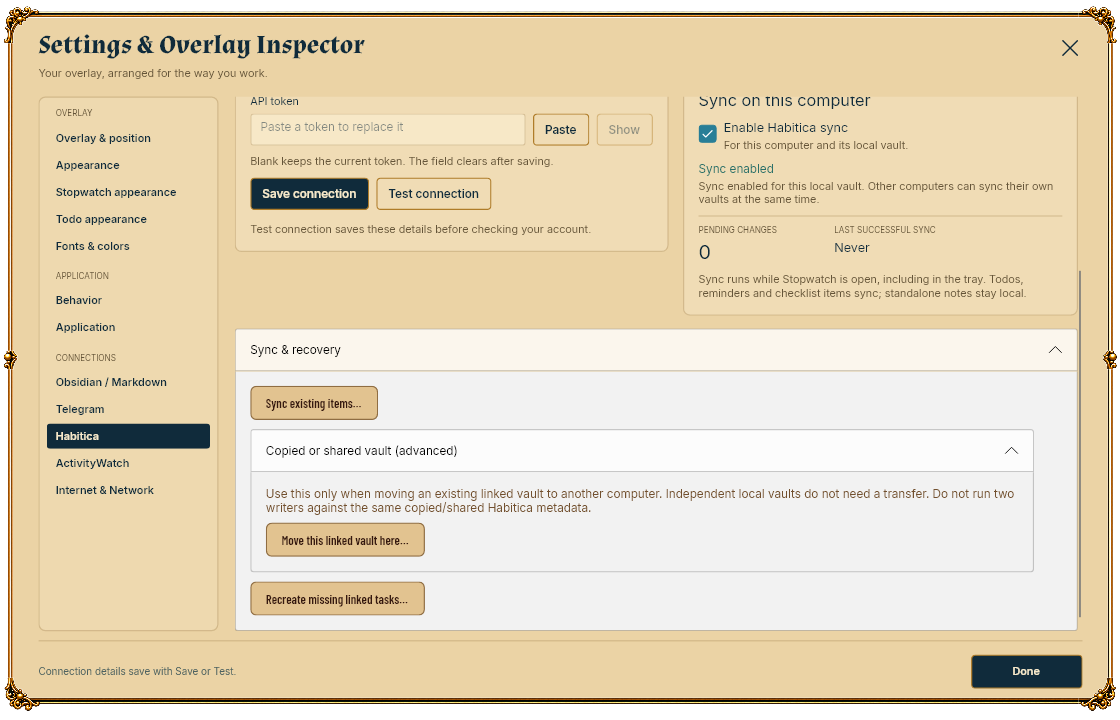 Settings & Overlay Inspector
Your overlay, arranged for the way you work.
OVERLAY
Overlay & position
Appearance
Stopwatch appearance
Todo appearance
Fonts & colors
APPLICATION
Behavior
Application
CONNECTIONS
Obsidian / Markdown
Telegram
Habitica
ActivityWatch
Internet & Network
API token
Paste a token to replace it
Paste
Show
Blank keeps the current token. The field clears after saving.
Save connection
Test connection
Test connection saves these details before checking your account.
Sync on this computer
Enable Habitica sync
For this computer and its local vault.
Sync enabled
Sync enabled for this local vault. Other computers can sync their own
vaults at the same time.
PENDING CHANGES
0
LAST SUCCESSFUL SYNC
Never
Sync runs while Stopwatch is open, including in the tray. Todos,
reminders and checklist items sync; standalone notes stay local.
Sync & recovery
Sync existing items...
Copied or shared vault (advanced)
Use this only when moving an existing linked vault to another computer. Independent local vaults do not need a transfer. Do not run two
writers against the same copied/shared Habitica metadata.
Move this linked vault here...
Recreate missing linked tasks...
Connection details save with Save or Test.
Done